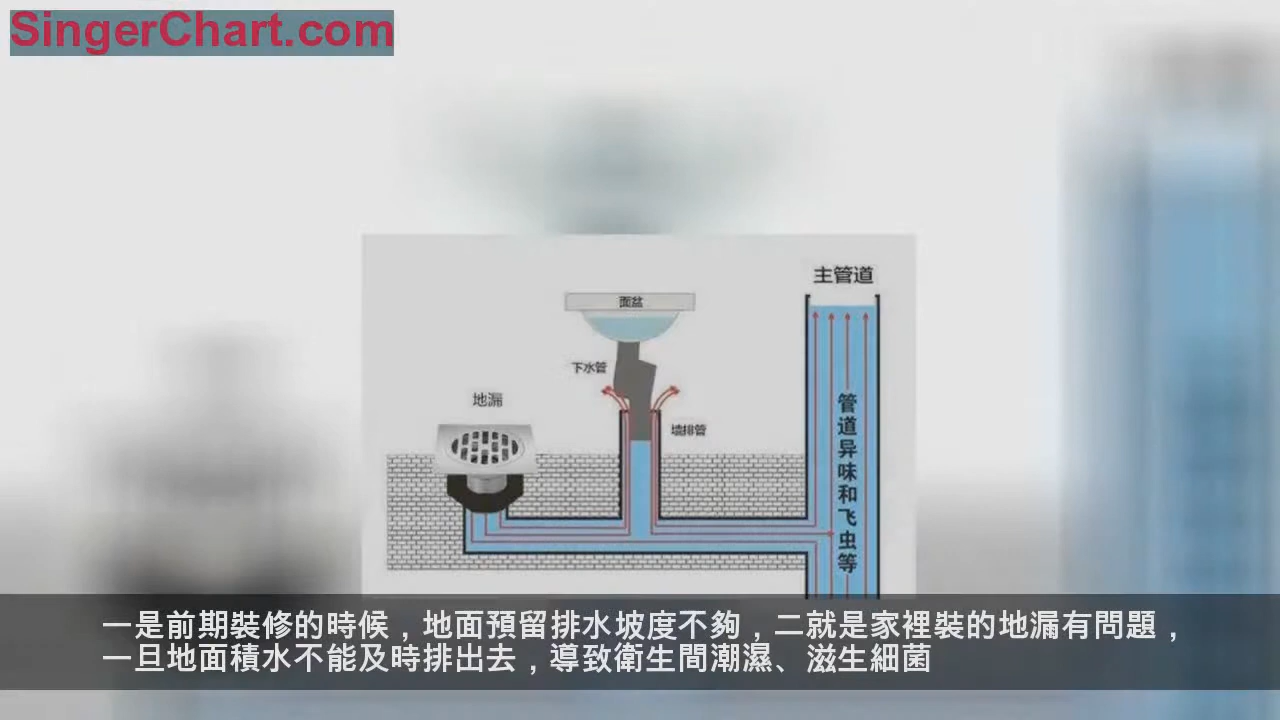 SingerChart.com
主管道
面盆
下水管
地漏
墙排管
管道异味和飞虫等
一是前期裝修的時候，地面預留排水坡度不夠，二就是家裡裝的地漏有問題，
一旦地面積水不能及時排出去，導致衛生間潮濕、滋生細菌